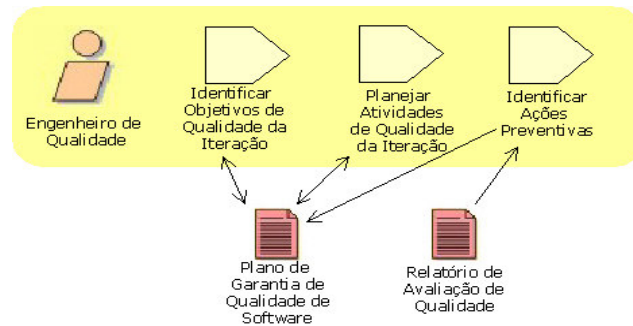 Engenheiro de
Qualidade
Identificar
Objetivos de
Qualidade da
Iteração
Planejar
Atividades
de Qualidade
da Iteração
Identificar
Ações
Preventivas
Plano de
Garantia de
Qualidade de
Software
Relatório de
Avaliação de
Qualidade